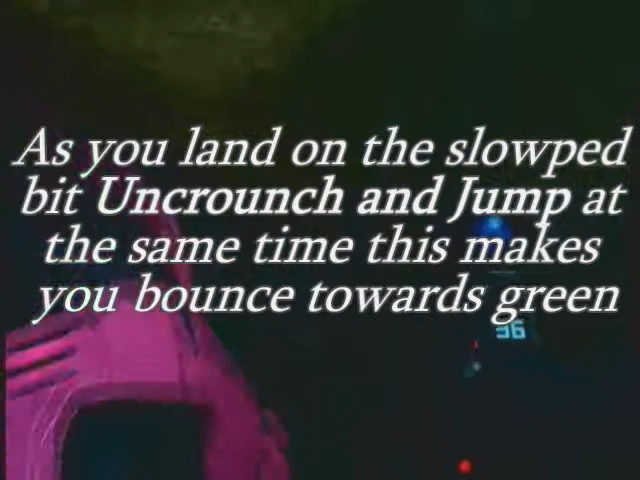 As you land on the slowped
bit Uncrounch and Jump at
the same time this makes
you bounce towards green
36